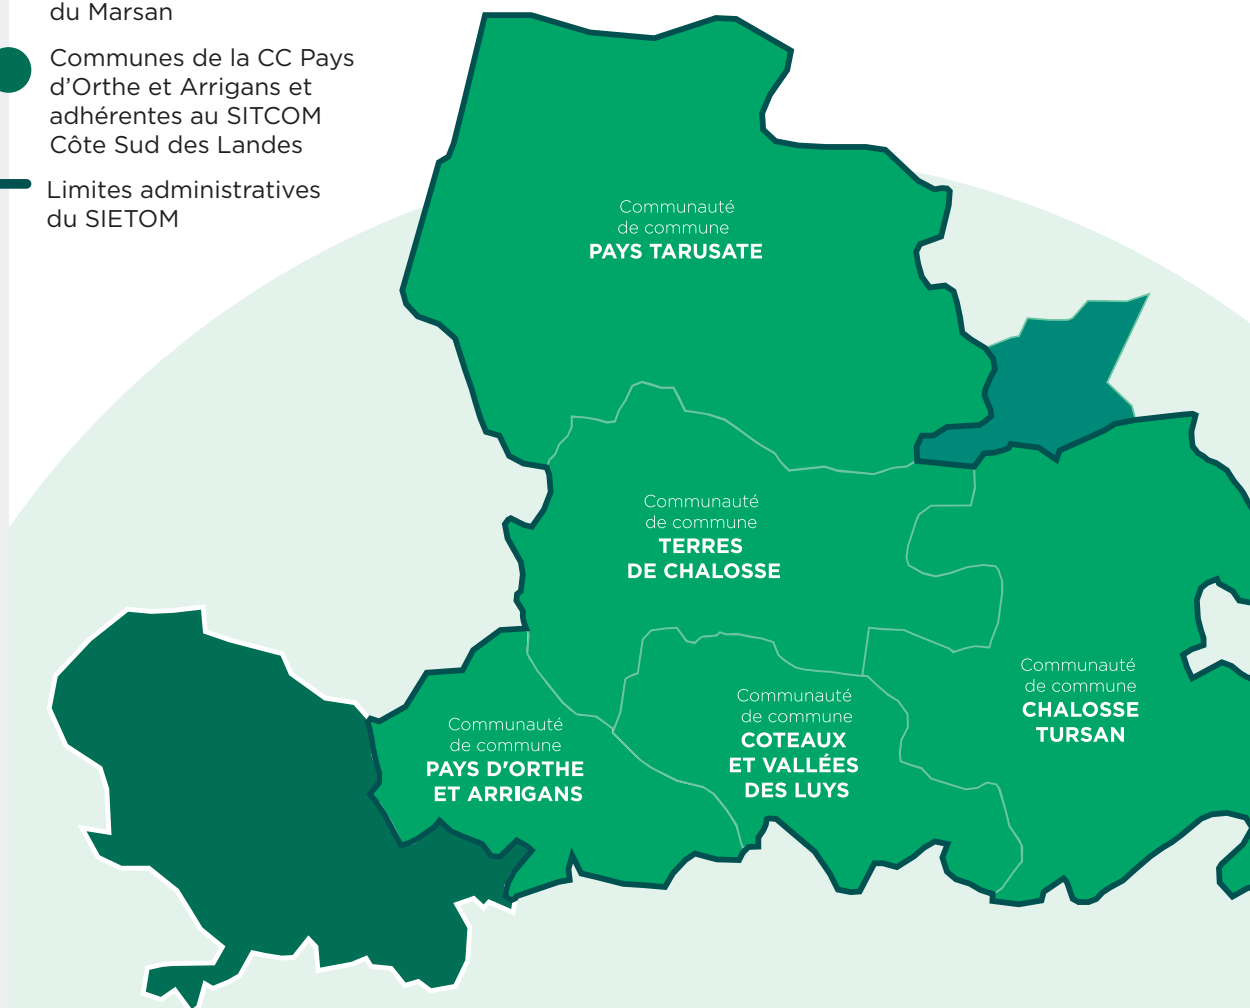 du Marsan
Communes de la CC Pays
d'Orthe et Arrigans et
adhérentes au SITCOM
Côte Sud des Landes
Limites administratives
du SIETOM
Communauté
de commune
PAYS TARUSATE
Communauté
de commune
TERRES
DE CHALOSSE
Communauté
de commune
CHALOSSE
TURSAN
Communauté
de commune
COTEAUX
ET VALLÉES
DES LUYS
Communauté
de commune
PAYS D'ORTHE
ET ARRIGANS